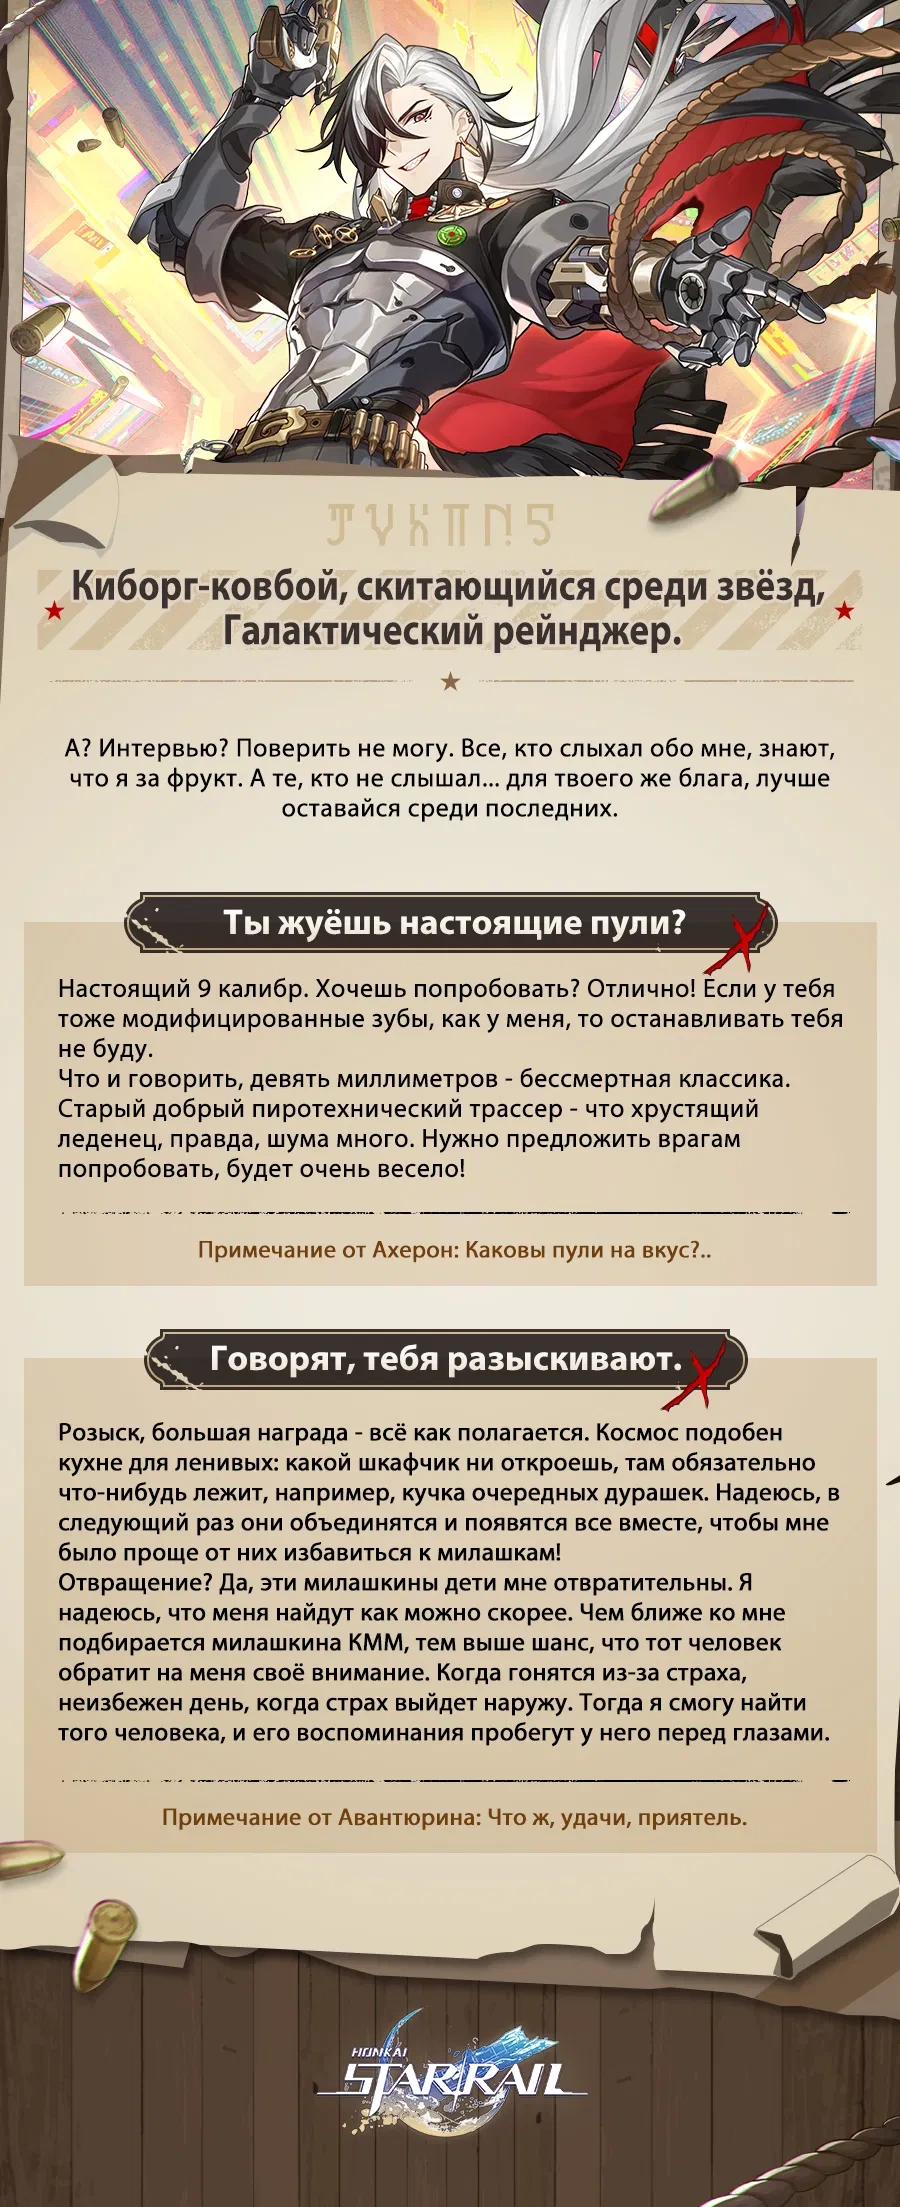 Киборг-ковбой, скитающийся среди звёзд,
Галактический рейнджер.
А? Интервью? Поверить не могу. Все, кто слыхал обо мне, знают,
что я за фрукт. А те, кто не слышал... для твоего же блага, лучше
оставайся среди последних.
Ты жуёшь настоящие пули?
Настоящий 9 калибр. Хочешь попробовать? Отлично! Если у тебя
тоже модифицированные зубы, как у меня, то останавливать тебя
не буду.
Что и говорить, девять миллиметров - бессмертная классика.
Старый добрый пиротехнический трассер - что хрустящий
леденец, правда, шума много. Нужно предложить врагам
попробовать, будет очень весело!
Примечание от Ахерон: Каковы пули на вкус?..
Говорят, тебя разыскивают.
Розыск, большая награда - всё как полагается. Космос подобен
кухне для ленивых: какой шкафчик ни откроешь, там обязательно
что-нибудь лежит, например, кучка очередных дурашек. Надеюсь, в
следующий раз они объединятся и появятся все вместе, чтобы мне
было проще от них избавиться к милашкам!
Отвращение? Да, эти милашкины дети мне отвратительны. Я
надеюсь, что меня найдут как можно скорее. Чем ближе ко мне
подбирается милашкина КММ, тем выше шанс, что тот человек
обратит на меня своё внимание. Когда гонятся из-за страха,
неизбежен день, когда страх выйдет наружу. Тогда я смогу найти
того человека, и его воспоминания пробегут у него перед глазами.
Примечание от Авантюрина: Что ж, удачи, приятель.
HONKAI
STAR RAIL